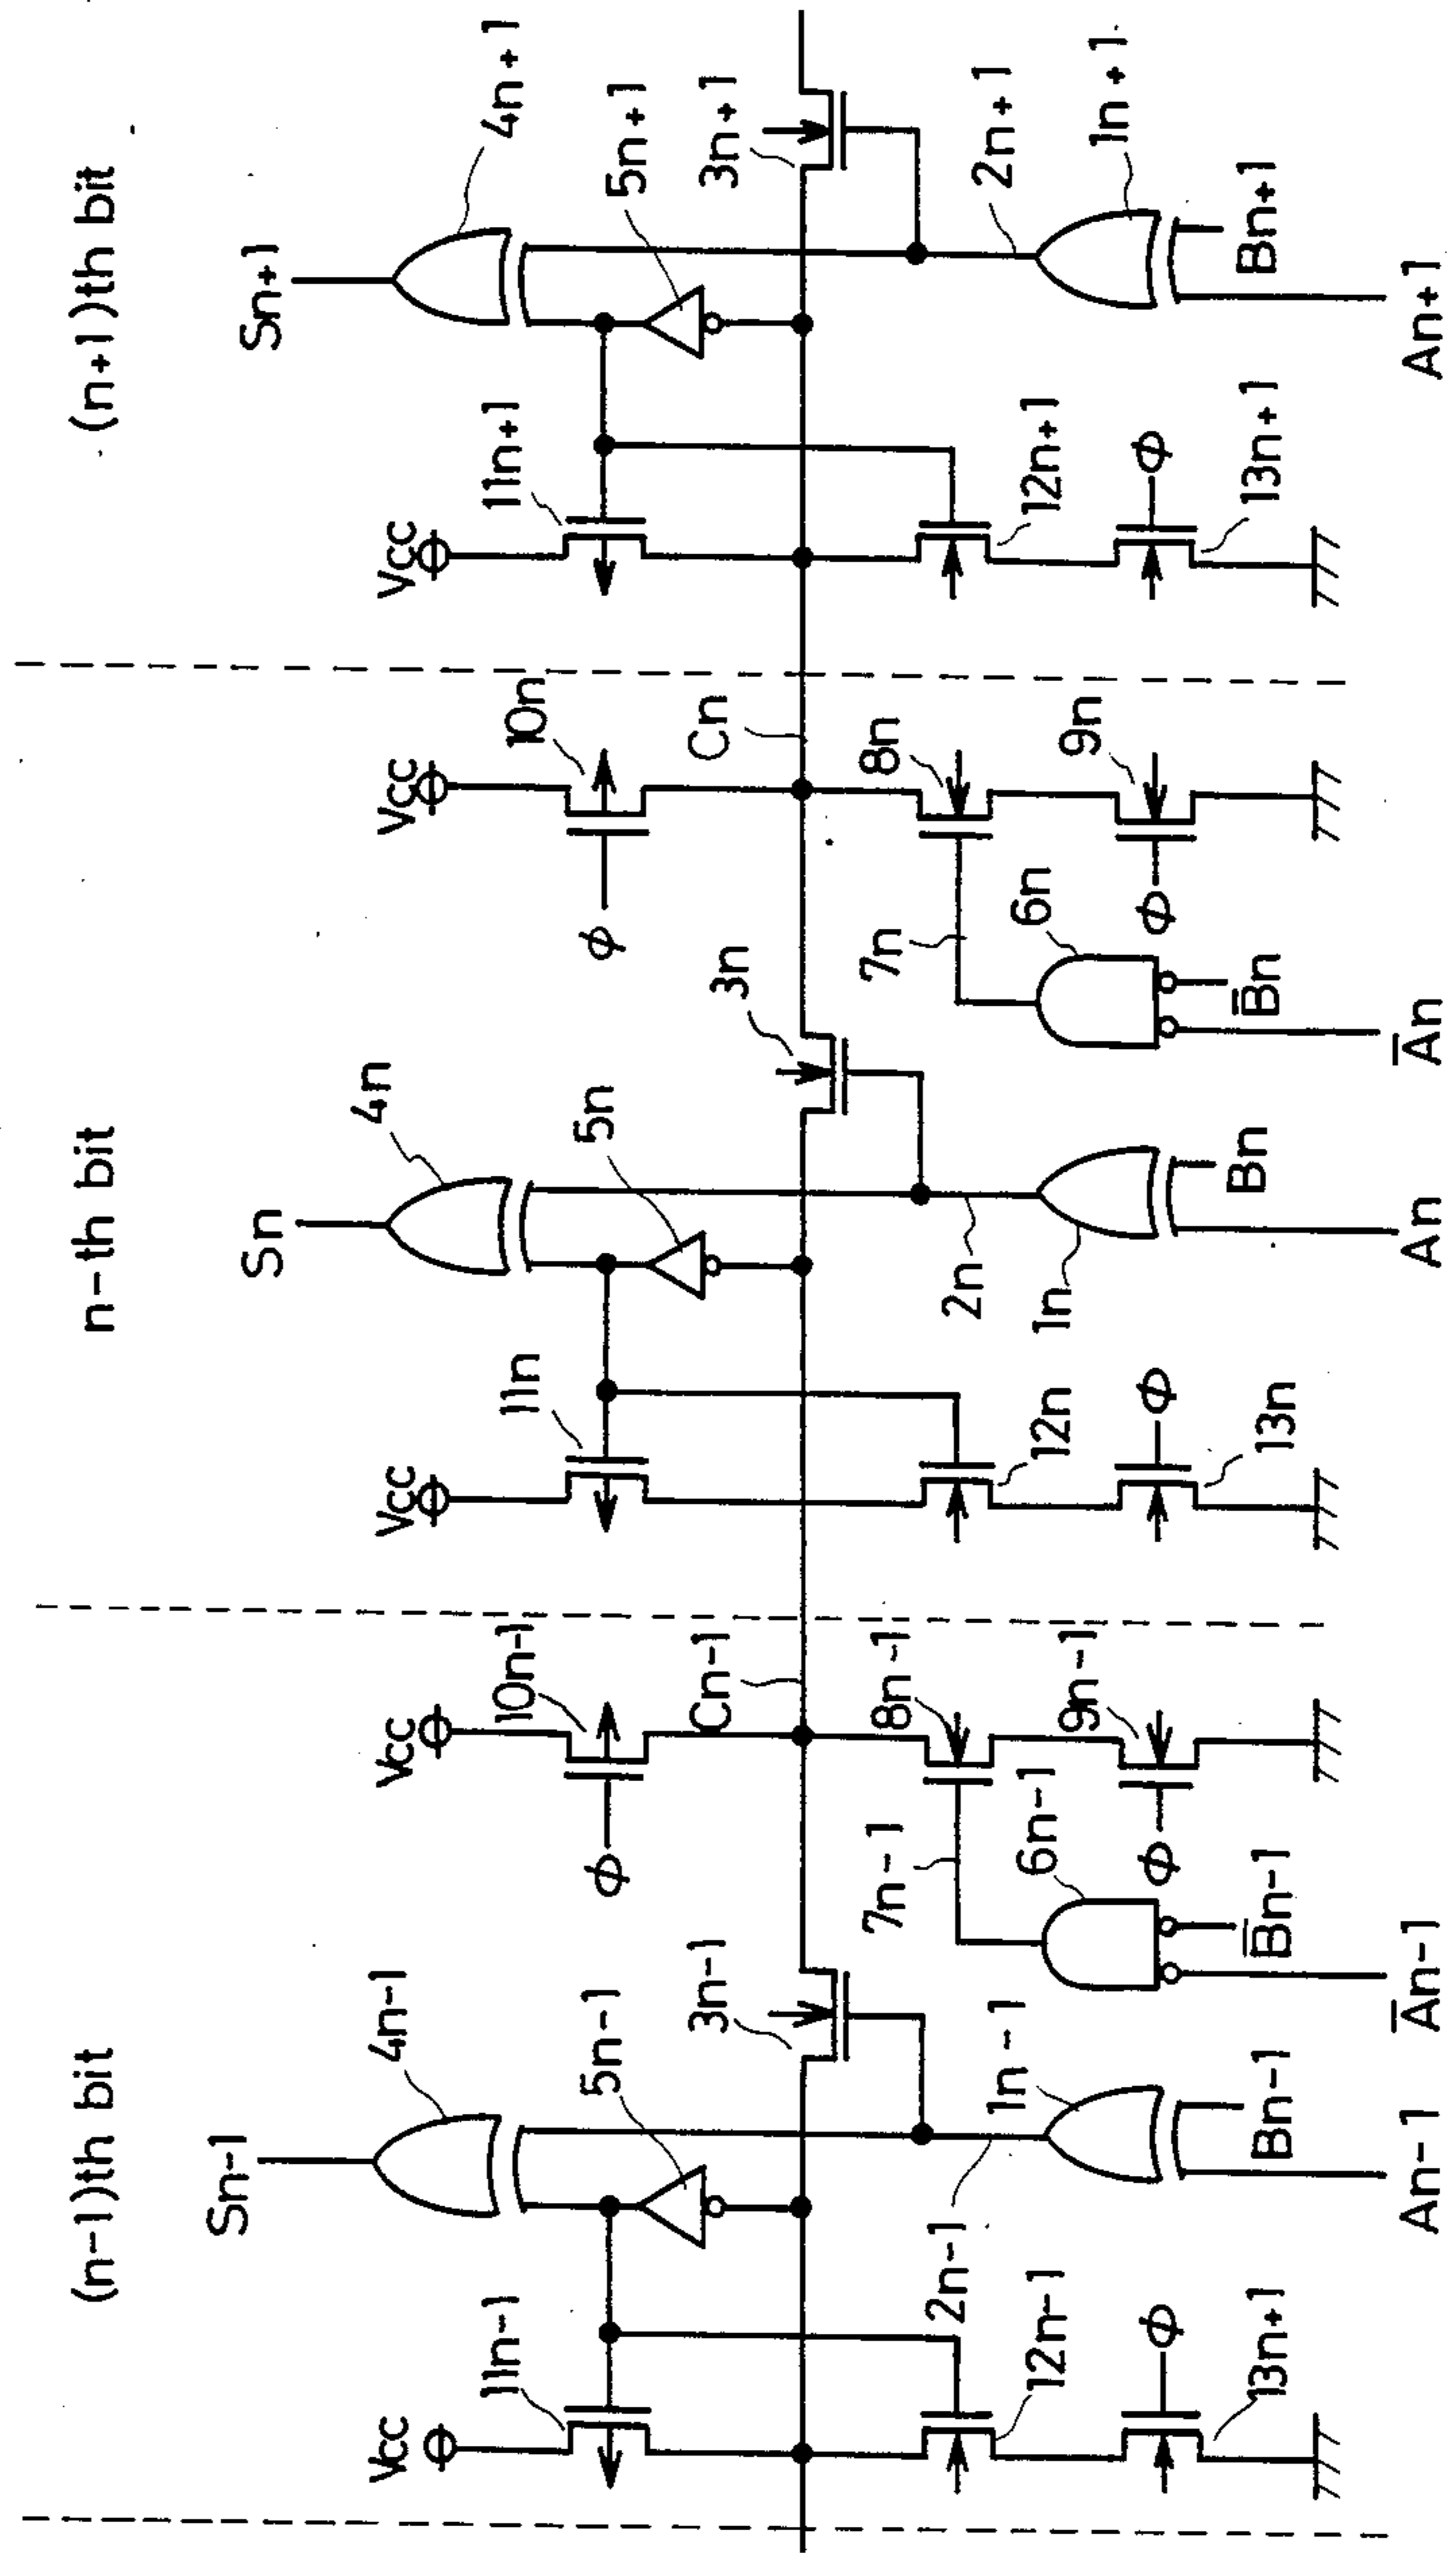 (n-1)th bit
n-th bit
(n+1)th bit
Sn-1
4n-1
Sn
4n
Sn+1
4n+1
Vcc
11n-1
5n-1
Vcc
10n-1
φ
Vcc
11n
5n
Vcc
10n
φ
Vcc
11n+1
5n+1
3n-1
Cn-1
3n
Cn
3n+1
2n-1
12n-1
1n-1
7n-1
8n-1
6n-1
9n-1
φ
12n
2n
1n
7n
8n
6n
9n
φ
12n+1
2n+1
1n+1
φ
13n+1
An-1
Bn-1
A̅n-1
B̅n-1
φ
13n
An
Bn
A̅n
B̅n
φ
13n+1
An+1
Bn+1